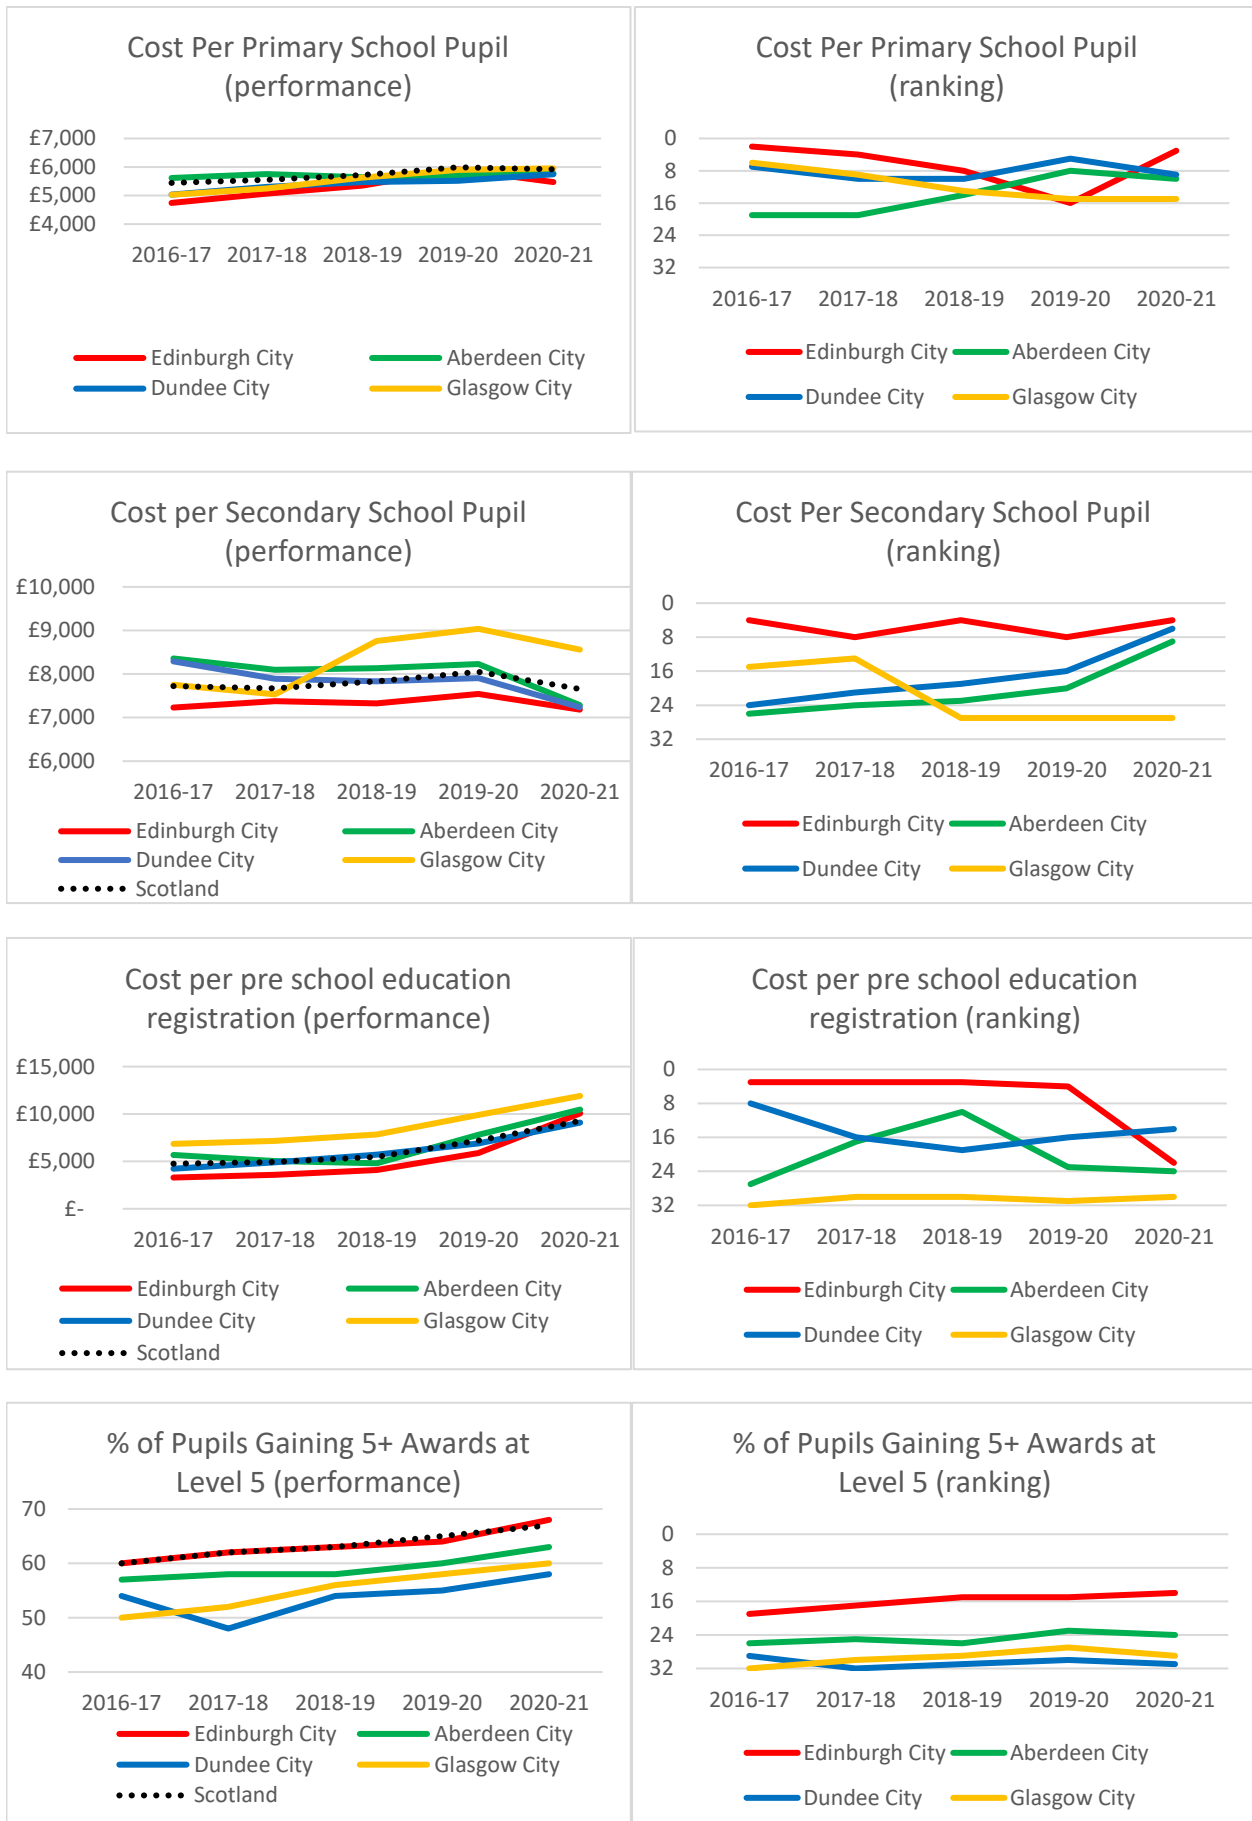 Cost Per Primary School Pupil
(performance)
£7,000
£6,000
£5,000
£4,000
2016-17 2017-18 2018-19 2019-20 2020-21
Edinburgh City Aberdeen City
Dundee City Glasgow City
Cost Per Primary School Pupil
(ranking)
0
8
16
24
32
2016-17 2017-18 2018-19 2019-20 2020-21
Edinburgh City Aberdeen City
Dundee City Glasgow City
Cost per Secondary School Pupil
(performance)
£10,000
£9,000
£8,000
£7,000
£6,000
2016-17 2017-18 2018-19 2019-20 2020-21
Edinburgh City Aberdeen City
Dundee City Glasgow City
Scotland
Cost Per Secondary School Pupil
(ranking)
0
8
16
24
32
2016-17 2017-18 2018-19 2019-20 2020-21
Edinburgh City Aberdeen City
Dundee City Glasgow City
Cost per pre school education
registration (performance)
£15,000
£10,000
£5,000
£-
2016-17 2017-18 2018-19 2019-20 2020-21
Edinburgh City Aberdeen City
Dundee City Glasgow City
Scotland
Cost per pre school education
registration (ranking)
0
8
16
24
32
2016-17 2017-18 2018-19 2019-20 2020-21
Edinburgh City Aberdeen City
Dundee City Glasgow City
% of Pupils Gaining 5+ Awards at
Level 5 (performance)
70
60
50
40
2016-17 2017-18 2018-19 2019-20 2020-21
Edinburgh City Aberdeen City
Dundee City Glasgow City
Scotland
% of Pupils Gaining 5+ Awards at
Level 5 (ranking)
0
8
16
24
32
2016-17 2017-18 2018-19 2019-20 2020-21
Edinburgh City Aberdeen City
Dundee City Glasgow City